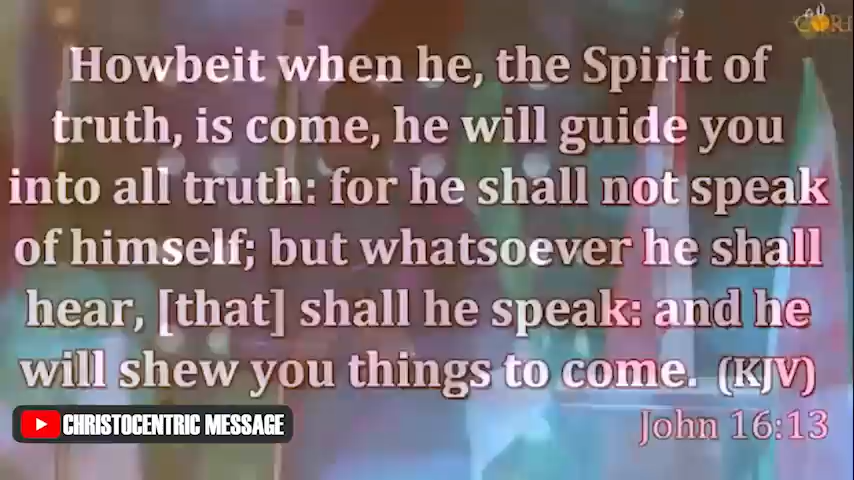 CORI
Howbeit when he, the Spirit of
truth, is come, he will guide you
into all truth: for he shall not speak
of himself; but whatsoever he shall
hear, [that] shall he speak: and he
will shew you things to come. (KJV)
CHRISTOCENTRIC MESSAGE
John 16:13